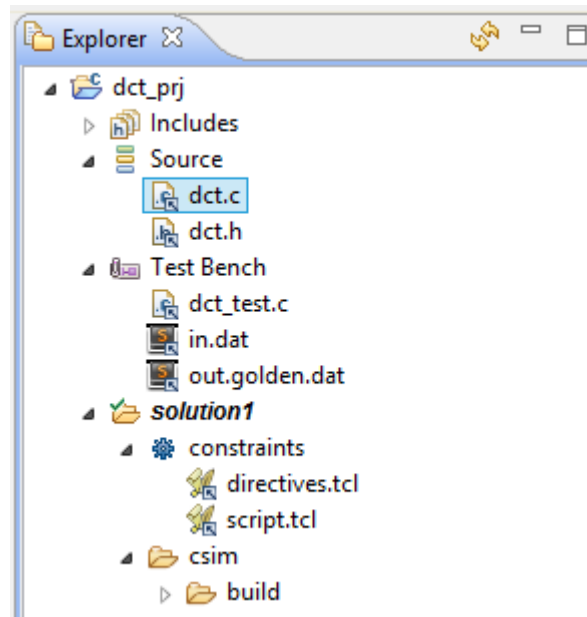 Explorer
dct_prj
Includes
Source
dct.c
dct.h
Test Bench
dct_test.c
in.dat
out.golden.dat
solution1
constraints
directives.tcl
script.tcl
csim
build